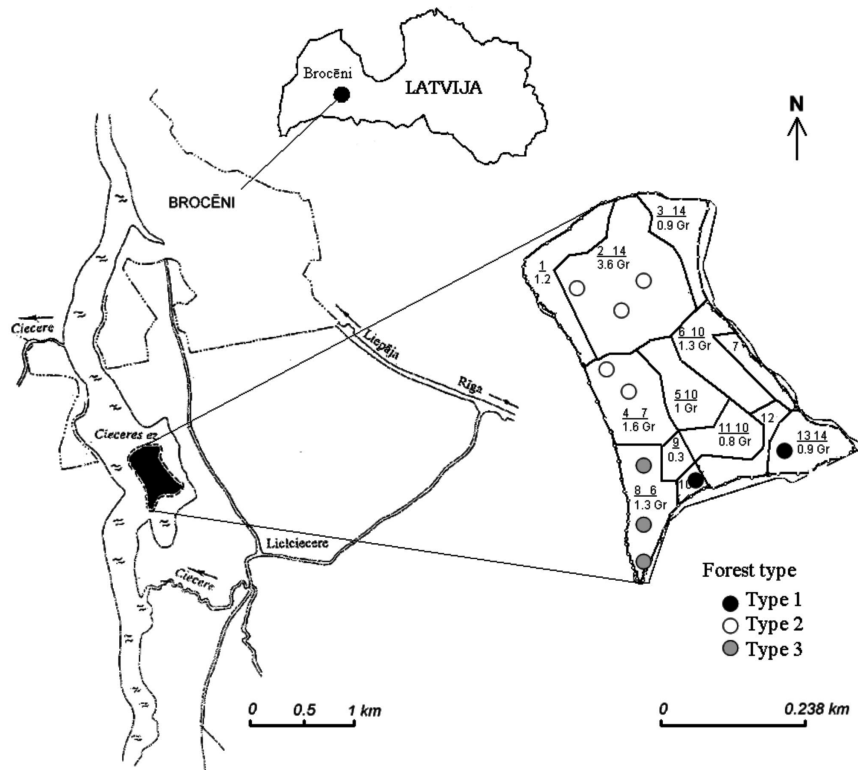 Brocēni
LATVIJA
N
BROCĒNI
3 14
0.9 Gr
2 14
3.6 Gr
1
1.2
Ciecere
Liepāja
Rīga
6 10
1.3 Gr
7
5 10
1 Gr
4 7
1.6 Gr
12
11 10
0.8 Gr
13 14
0.9 Gr
9
0.3
Cieceres ez
8 6
1.3 Gr
10
Lielciecere
Ciecere
Forest type
Type 1
Type 2
Type 3
0 0.5 1 km
0 0.238 km